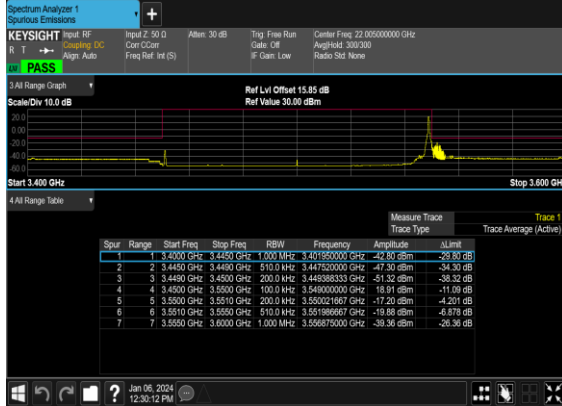 Spectrum Analyzer 1
Spurious Emissions
+
KEYSIGHT Input: RF Input Z: 50 Ω Atten: 30 dB Trig: Free Run Center Freq: 22.005000000 GHz
R T Coupling: DC Corr CCorr Gate: Off Avg|Hold: 300/300
Align: Auto Freq Ref: Int (S) IF Gain: Low Radio Std: None
PASS
3 All Range Graph
Ref Lvl Offset 15.85 dB
Scale/Div 10.0 dB Ref Value 30.00 dBm
20.0
0.00
-20.0
-40.0
-60.0
Start 3.400 GHz Stop 3.600 GH
4 All Range Table
Measure Trace Trace 1
Trace Type Trace Average (Active)
Spur Range Start Freq Stop Freq RBW Frequency Amplitude ΔLimit
1 1 3.4000 GHz 3.4450 GHz 1.000 MHz 3.401950000 GHz -42.80 dBm -29.80 dB
2 2 3.4450 GHz 3.4490 GHz 510.0 kHz 3.447520000 GHz -47.30 dBm -34.30 dB
3 3 3.4490 GHz 3.4500 GHz 200.0 kHz 3.449388333 GHz -51.32 dBm -38.32 dB
4 4 3.4500 GHz 3.5500 GHz 100.0 kHz 3.549000000 GHz 18.91 dBm -11.09 dB
5 5 3.5500 GHz 3.5510 GHz 200.0 kHz 3.550021667 GHz -17.20 dBm -4.201 dB
6 6 3.5510 GHz 3.5550 GHz 510.0 kHz 3.551986667 GHz -19.88 dBm -6.878 dB
7 7 3.5550 GHz 3.6000 GHz 1.000 MHz 3.556875000 GHz -39.36 dBm -26.36 dB
? Jan 06, 2024
12:30:12 PM